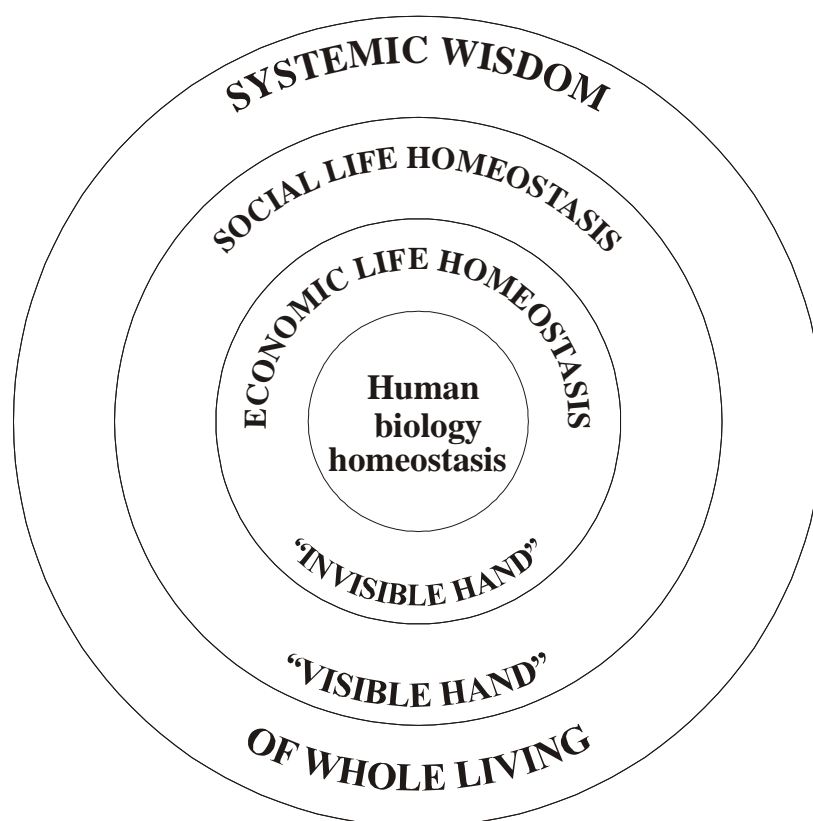 SYSTEMIC WISDOM
SOCIAL LIFE HOMEOSTASIS
ECONOMIC LIFE HOMEOSTASIS
Human
biology
homeostasis
“INVISIBLE HAND”
“VISIBLE HAND”
OF WHOLE LIVING